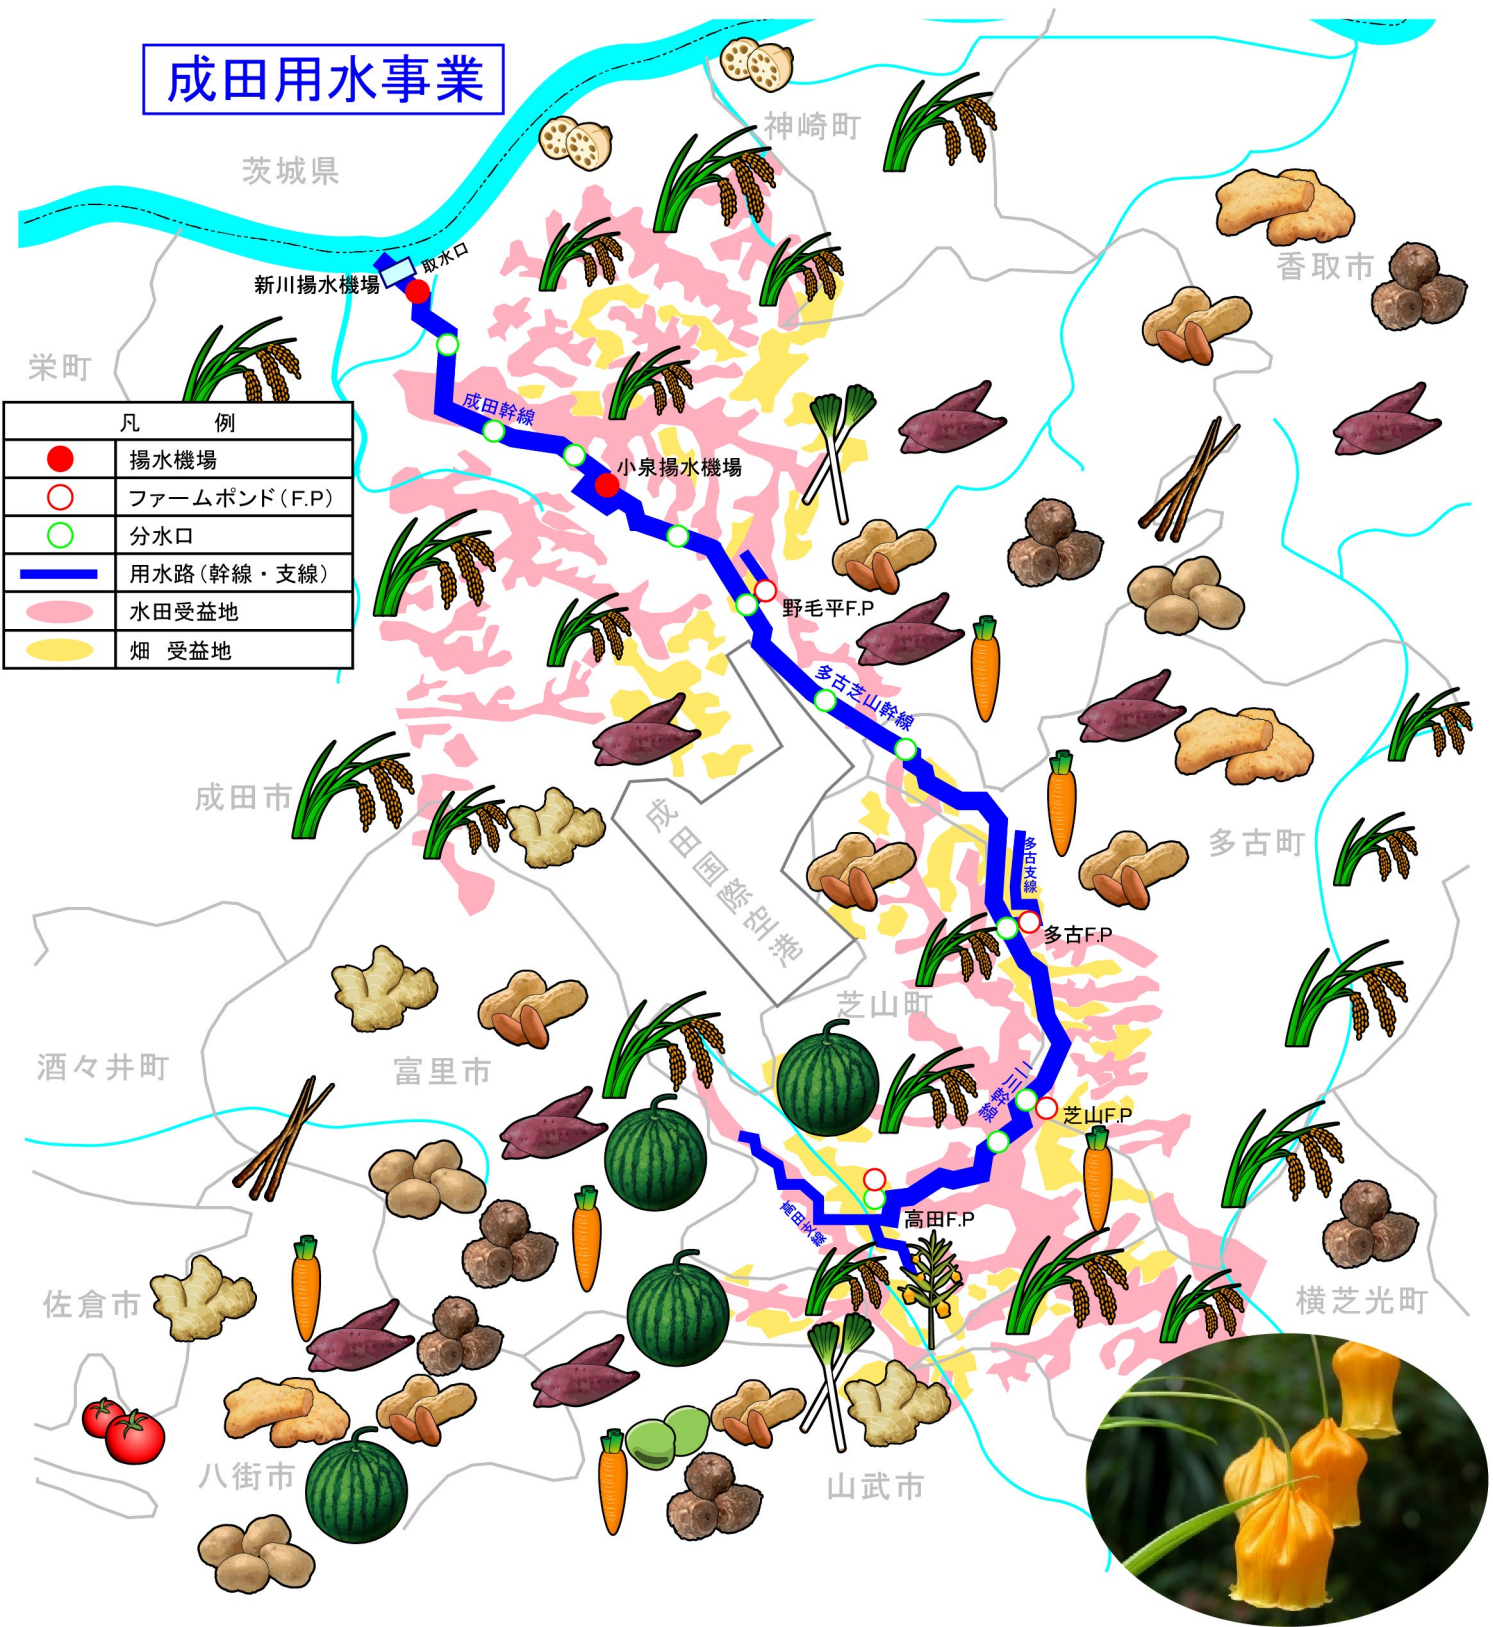 成田用水事業
茨城県
神崎町
香取市
取水口
新川揚水機場
栄町
成田幹線
小泉揚水機場
凡　例
揚水機場
ファームポンド（F.P）
分水口
用水路（幹線・支線）
水田受益地
畑 受益地
野毛平F.P
多古芝山幹線
成田市
成田国際空港
多古町
多古支線
多古F.P
芝山町
酒々井町
富里市
二川幹線
芝山F.P
高田支線
高田F.P
佐倉市
横芝光町
八街市
山武市